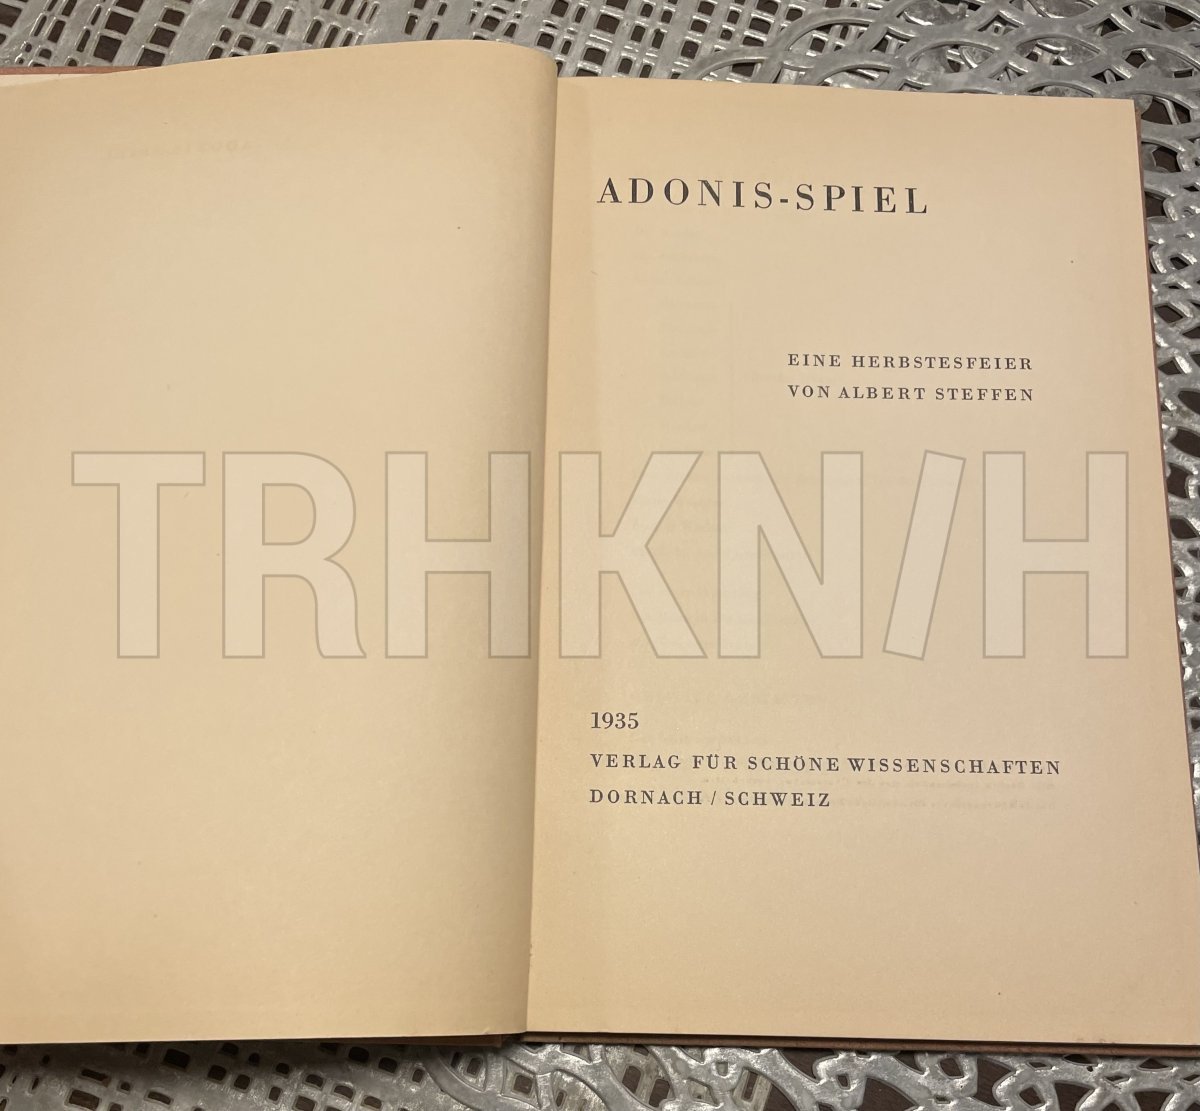 ADONIS-SPIEL
EINE HERBSTESFEIER
VON ALBERT STEFFEN
TRHKN/H
1935
VERLAG FÜR SCHÖNE WISSENSCHAFTEN
DORNACH / SCHWEIZ